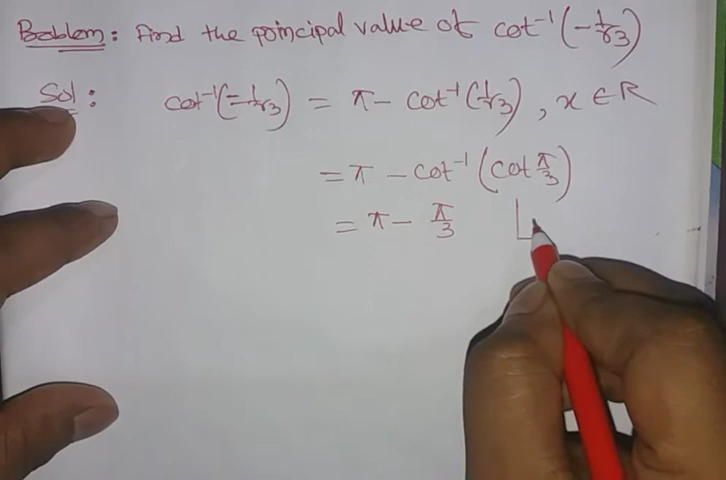 Problem: Find the principal value of cot⁻¹(-1/√3)
Sol: cot⁻¹(-1/√3) = π - cot⁻¹(1/√3), x ∈ R
= π - cot⁻¹(cot π/3)
= π - π/3 [